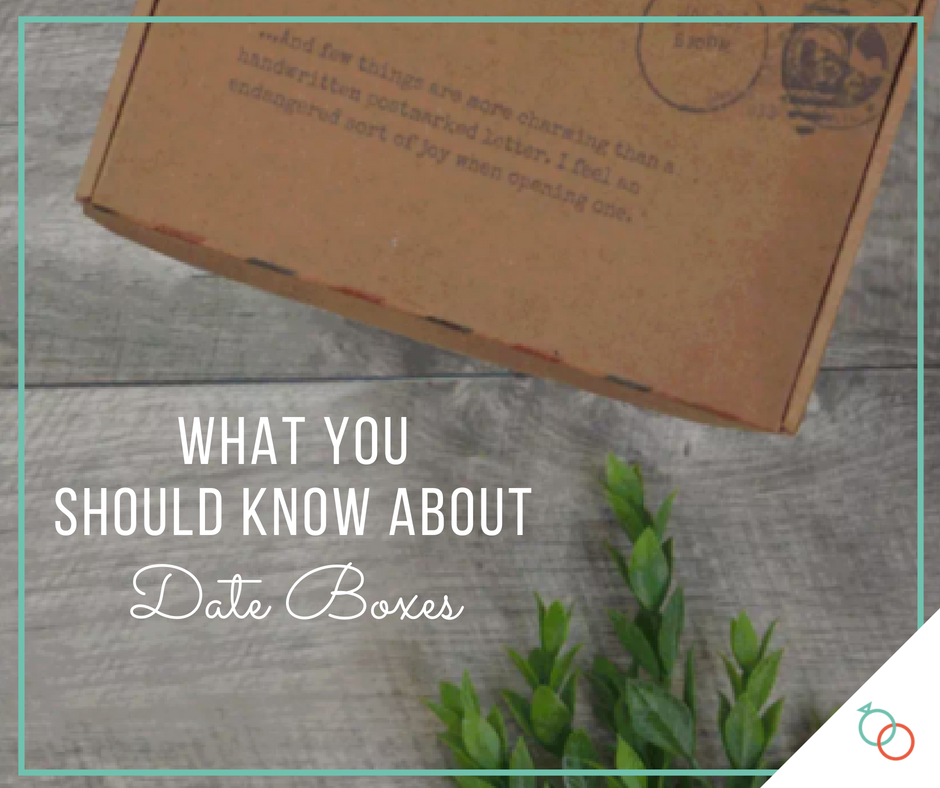 ...And few things are more charming than a
handwritten postmarked letter. I feel an
endangered sort of joy when opening one.
WHAT YOU
SHOULD KNOW ABOUT
Date Boxes